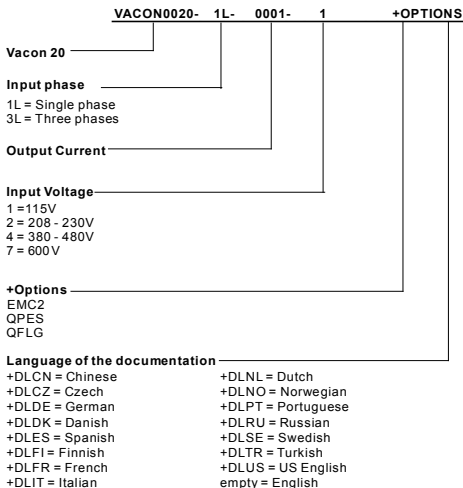 VACON0020- 1L- 0001- 1 +OPTIONS
Vacon 20
Input phase
1L = Single phase
3L = Three phases
Output Current
Input Voltage
1 =115V
2 = 208 - 230V
4 = 380 - 480V
7 = 600V
+Options
EMC2
QPES
QFLG
Language of the documentation
+DLCN = Chinese
+DLCZ = Czech
+DLDE = German
+DLDK = Danish
+DLES = Spanish
+DLFI = Finnish
+DLFR = French
+DLIT = Italian
+DLNL = Dutch
+DLNO = Norwegian
+DLPT = Portuguese
+DLRU = Russian
+DLSE = Swedish
+DLTR = Turkish
+DLUS = US English
empty = English